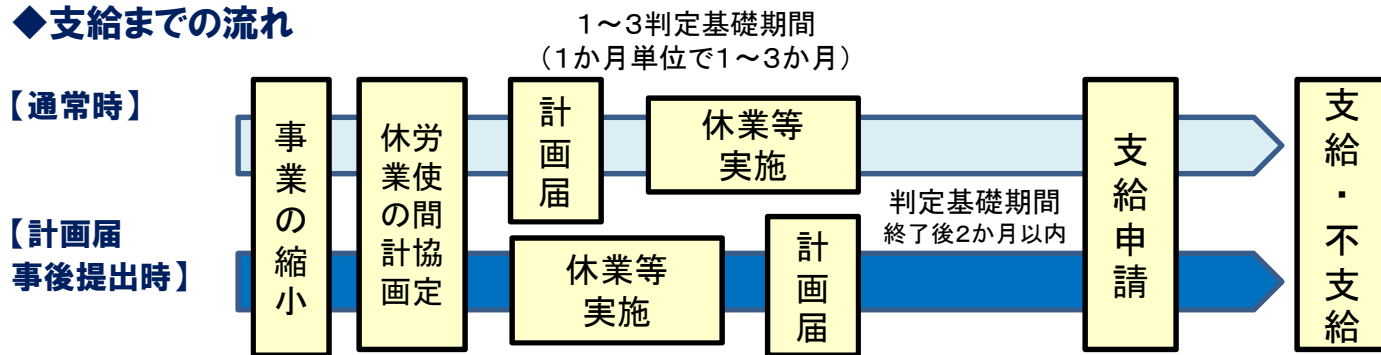 ◆支給までの流れ
1～3判定基礎期間
（1か月単位で1～3か月）
【通常時】
事業の縮小
労使間協定
休業の計画
計画届
休業等
実施
支給申請
支給・不支給
【計画届
事後提出時】
休業等
実施
計画届
判定基礎期間
終了後2か月以内